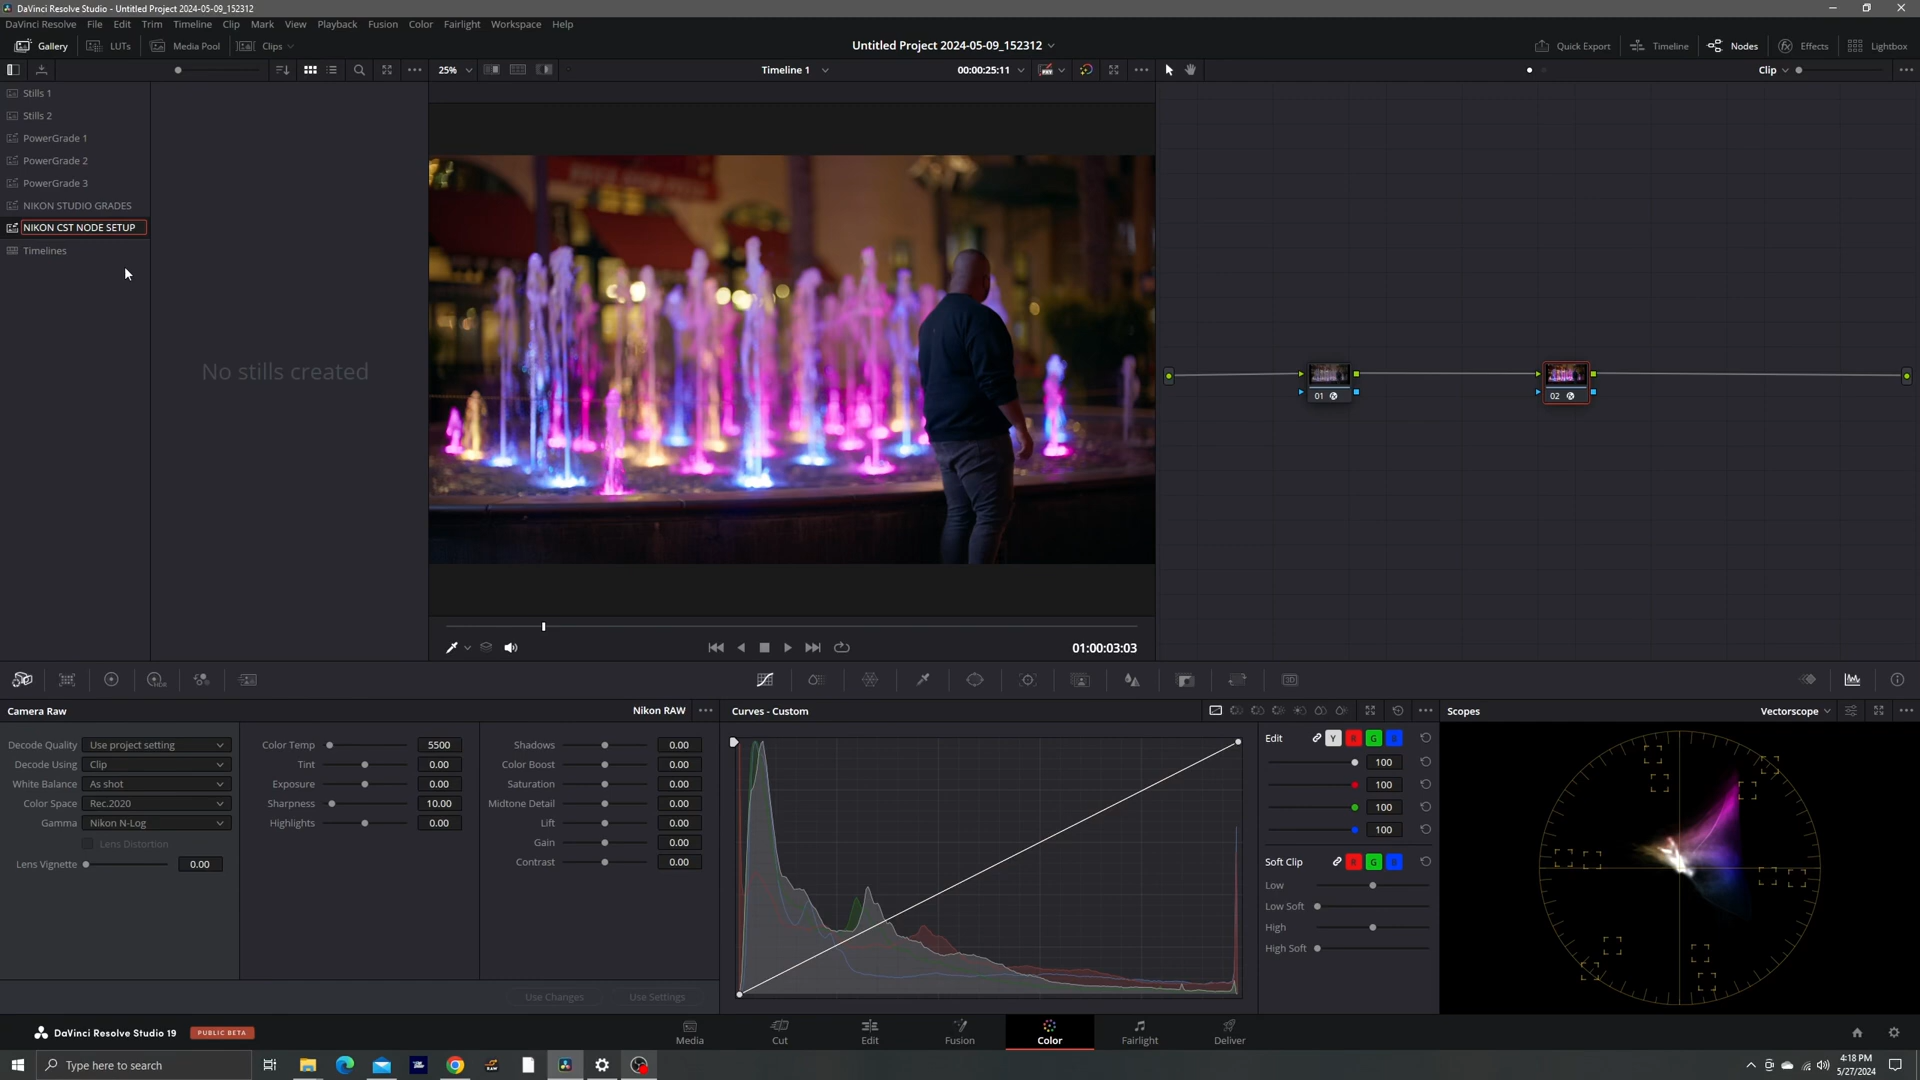 DaVinci Resolve Studio - Untitled Project 2024-05-09_152312
DaVinci Resolve File Edit Trim Timeline Clip Mark View Playback Fusion Color Fairlight Workspace Help
Gallery LUTs Media Pool Clips Untitled Project 2024-05-09_152312 Quick Export Timeline Nodes Effects Lightbox
25% Timeline 1 00:00:25:11 Clip
Stills 1
Stills 2
PowerGrade 1
PowerGrade 2
PowerGrade 3
NIKON STUDIO GRADES
NIKON CST NODE SETUP
Timelines
No stills created
01 02
01:00:03:03
Camera Raw Nikon RAW Curves - Custom Scopes Vectorscope
Decode Quality Use project setting
Decode Using Clip
White Balance As shot
Color Space Rec.2020
Gamma Nikon N-Log
Lens Distortion
Lens Vignette 0.00
Color Temp 5500
Tint 0.00
Exposure 0.00
Sharpness 10.00
Highlights 0.00
Shadows 0.00
Color Boost 0.00
Saturation 0.00
Midtone Detail 0.00
Lift 0.00
Gain 0.00
Contrast 0.00
Use Changes Use Settings
Edit Y R G B
100
100
100
100
Soft Clip R G B
Low
Low Soft
High
High Soft
DaVinci Resolve Studio 19 PUBLIC BETA
Media Cut Edit Fusion Color Fairlight Deliver
Type here to search
4:18 PM
5/27/2024